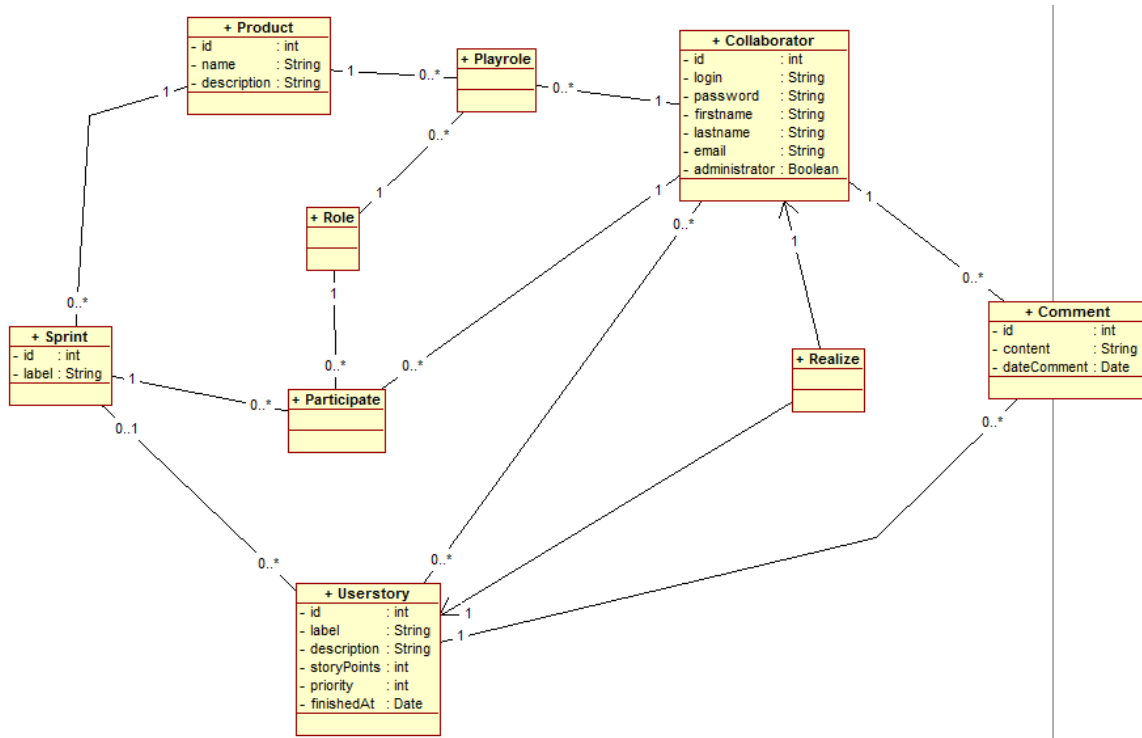 + Product
- id : int
- name : String
- description : String
+ Playrole
+ Collaborator
- id : int
- login : String
- password : String
- firstname : String
- lastname : String
- email : String
- administrator : Boolean
1
0..*
0..*
1
1
0..*
1
1
1
+ Role
0..*
1
0..*
1
0..*
+ Sprint
- id : int
- label : String
+ Comment
- id : int
- content : String
- dateComment : Date
+ Realize
1
0..*
0..*
1
0..*
+ Participate
0..1
0..*
0..*
0..*
+ Userstory
- id : int
- label : String
- description : String
- storyPoints : int
- priority : int
- finishedAt : Date
1
1